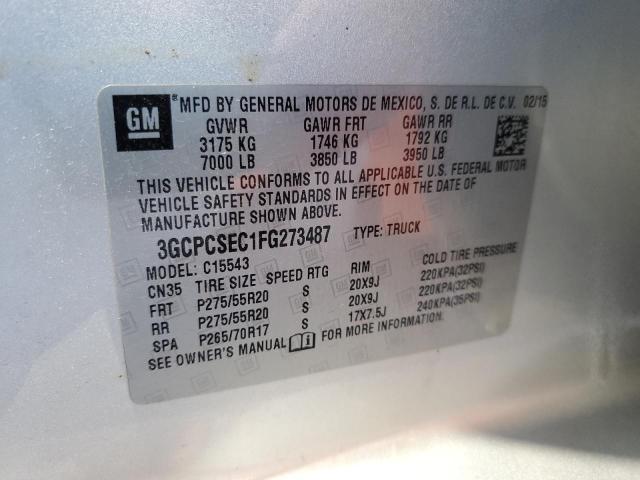 GM ® MFD BY GENERAL MOTORS DE MEXICO, S. DE R.L. DE C.V. 02/15
GVWR GAWR FRT GAWR RR
3175 KG 1746 KG 1792 KG
7000 LB 3850 LB 3950 LB
THIS VEHICLE CONFORMS TO ALL APPLICABLE U.S. FEDERAL MOTOR
VEHICLE SAFETY STANDARDS IN EFFECT ON THE DATE OF
MANUFACTURE SHOWN ABOVE.
3GCPCSEC1FG273487 TYPE: TRUCK
MODEL: C15543
CN35 TIRE SIZE SPEED RTG RIM COLD TIRE PRESSURE
FRT P275/55R20 S 20X9J 220KPA(32PSI)
RR P275/55R20 S 20X9J 220KPA(32PSI)
SPA P265/70R17 S 17X7.5J 240KPA(35PSI)
SEE OWNER'S MANUAL FOR MORE INFORMATION.